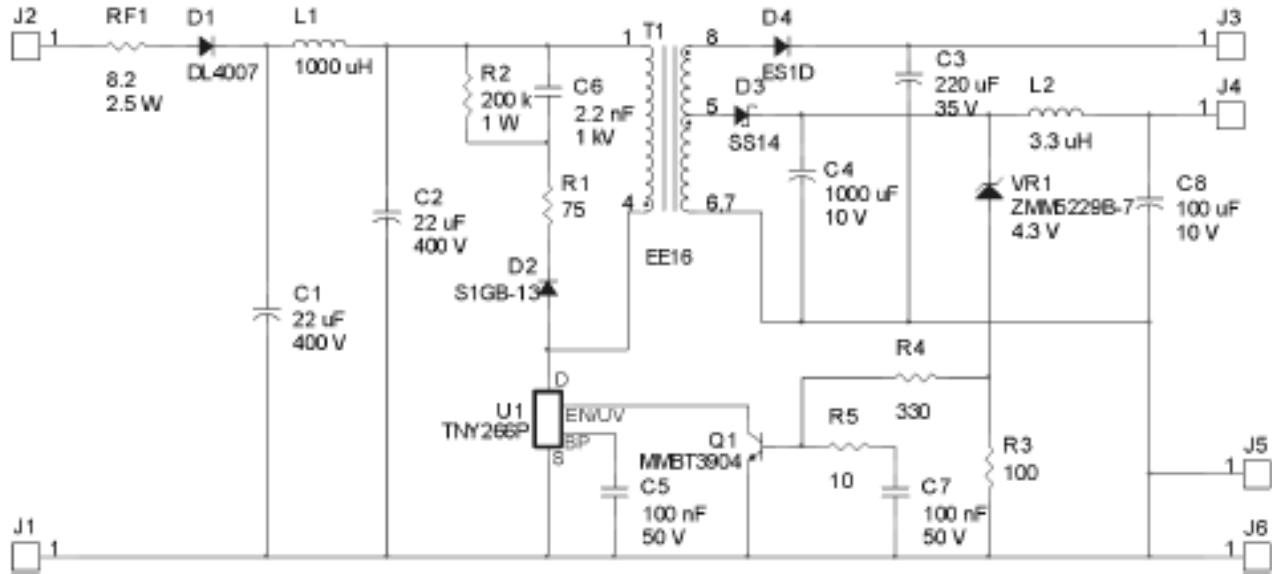 J2
1
RF1
8.2
2.5 W
D1
DL4007
L1
1000 uH
R2
200 k
1 W
C6
2.2 nF
1 kV
R1
75
D2
S1GB-13
C2
22 uF
400 V
C1
22 uF
400 V
T1
1
4
8
5
6,7
EE16
D4
ES1D
D3
SS14
C3
220 uF
35 V
L2
3.3 uH
1
J3
1
J4
C4
1000 uF
10 V
VR1
ZMM5229B-7
4.3 V
C8
100 uF
10 V
U1
TNY266P
D
EN/UV
BP
S
C5
100 nF
50 V
Q1
MMBT3904
R4
330
R5
10
C7
100 nF
50 V
R3
100
J5
1
J1
1
J6
1